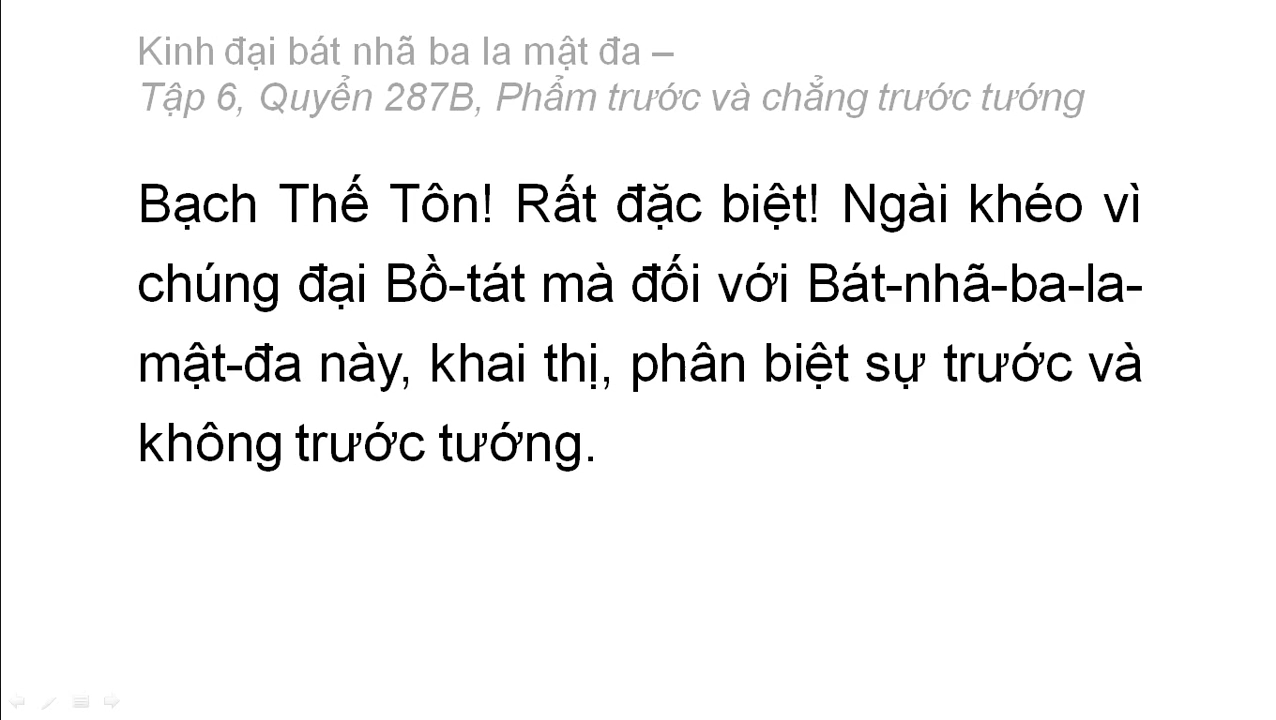 Kinh đại bát nhã ba la mật đa –
Tập 6, Quyển 287B, Phẩm trước và chẳng trước tướng
Bạch Thế Tôn! Rất đặc biệt! Ngài khéo vì
chúng đại Bồ-tát mà đối với Bát-nhã-ba-la-
mật-đa này, khai thị, phân biệt sự trước và
không trước tướng.